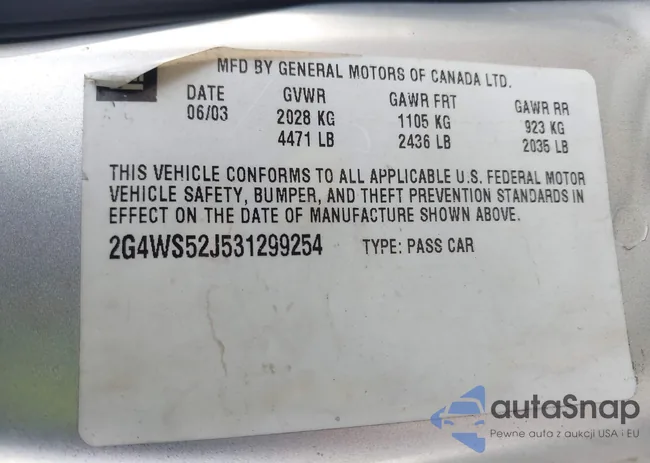 MFD BY GENERAL MOTORS OF CANADA LTD.
DATE GVWR GAWR FRT GAWR RR
06/03 2028 KG 1105 KG 923 KG
4471 LB 2436 LB 2035 LB
THIS VEHICLE CONFORMS TO ALL APPLICABLE U.S. FEDERAL MOTOR
VEHICLE SAFETY, BUMPER, AND THEFT PREVENTION STANDARDS IN
EFFECT ON THE DATE OF MANUFACTURE SHOWN ABOVE.
2G4WS52J531299254 TYPE: PASS CAR
autaSnap
Pewne auta z aukcji USA i EU